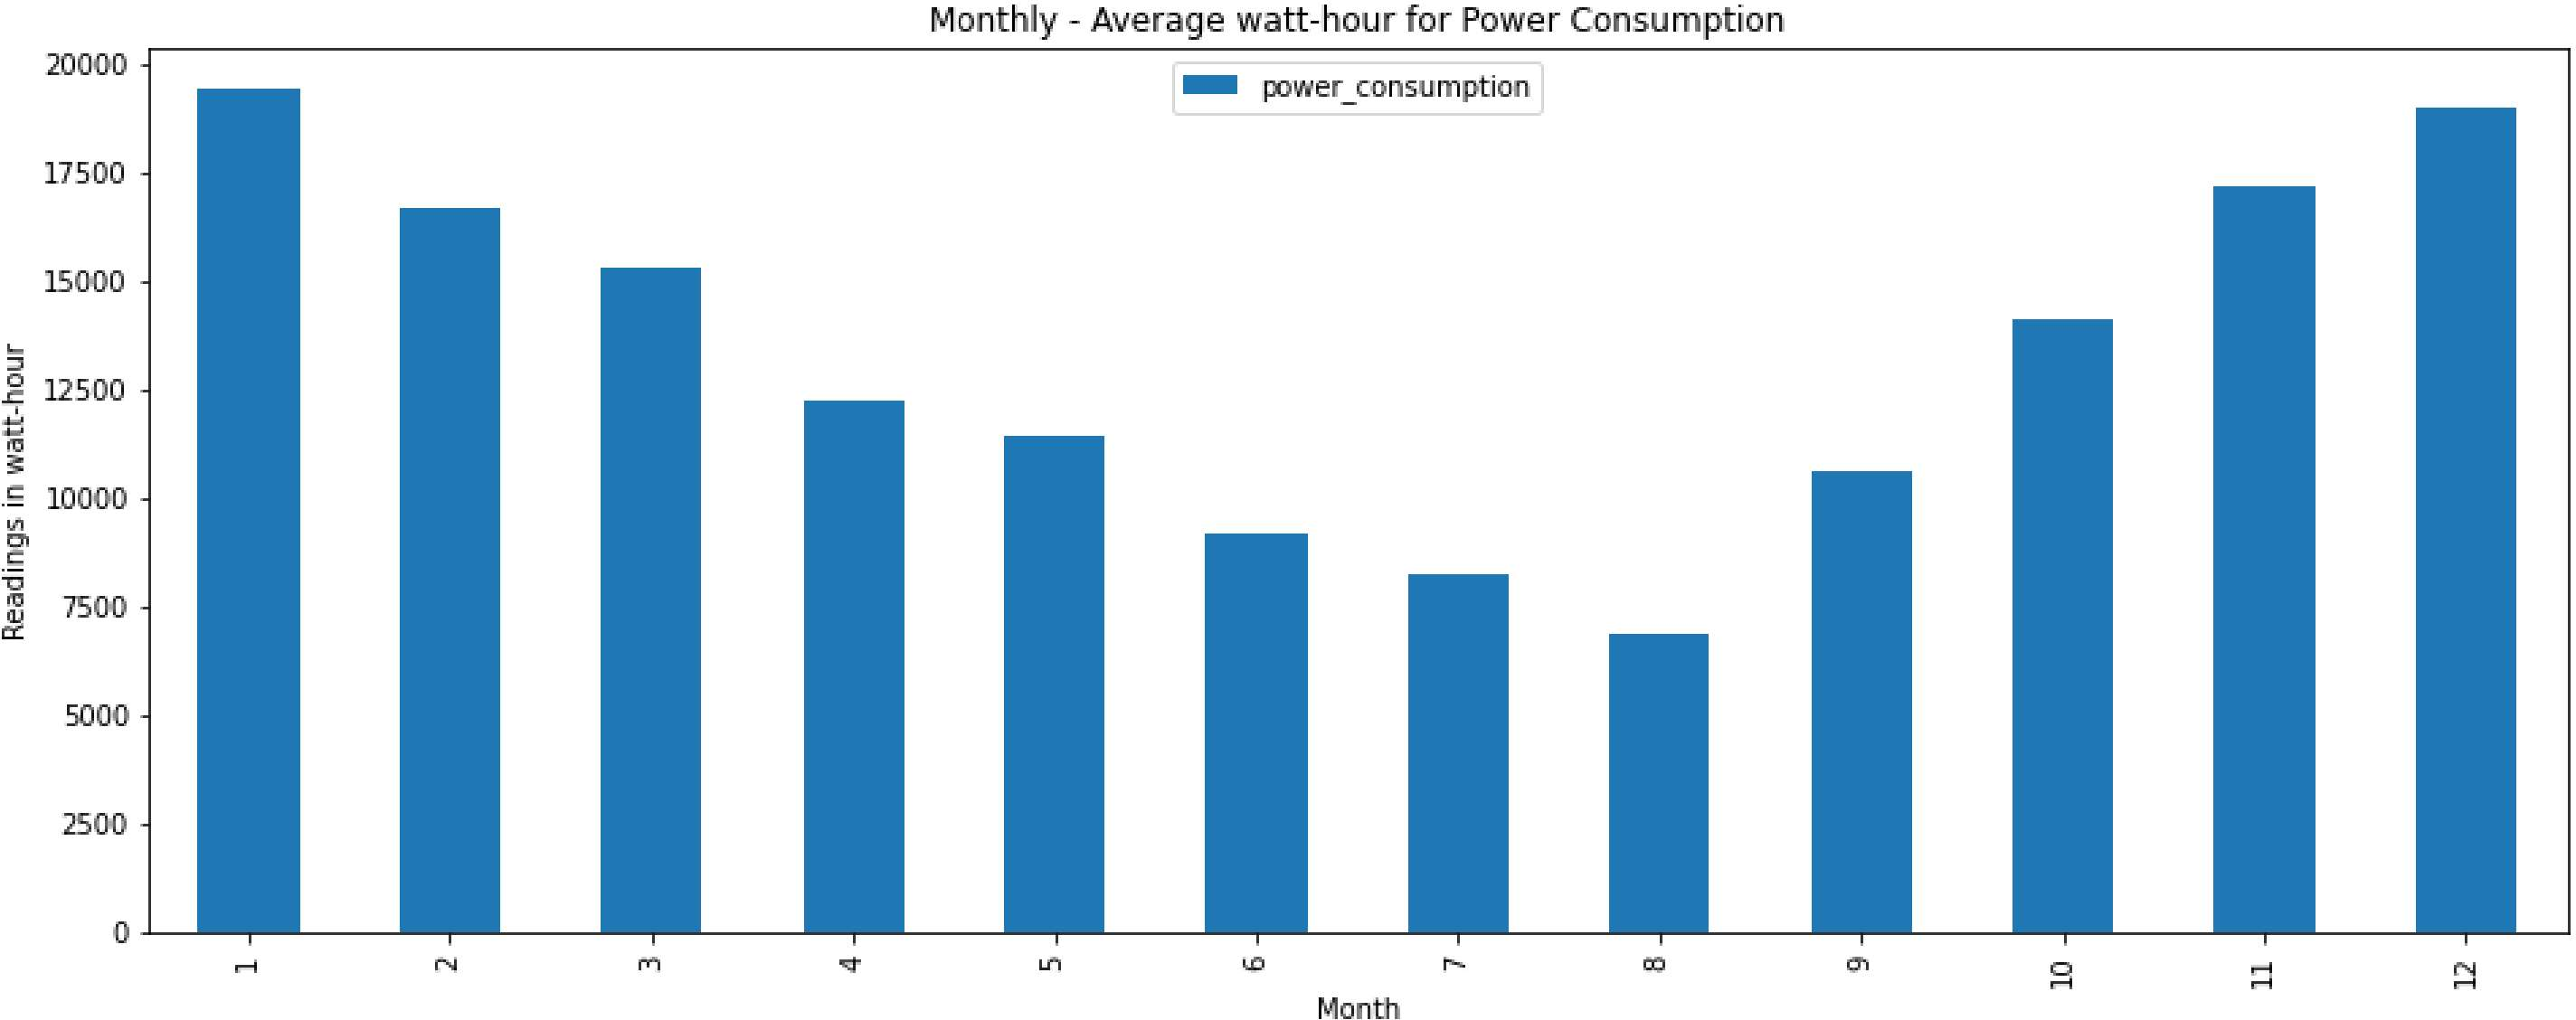 Monthly - Average watt-hour for Power Consumption
power_consumption
Readings in watt-hour
20000
17500
15000
12500
10000
7500
5000
2500
0
1 2 3 4 5 6 7 8 9 10 11 12
Month